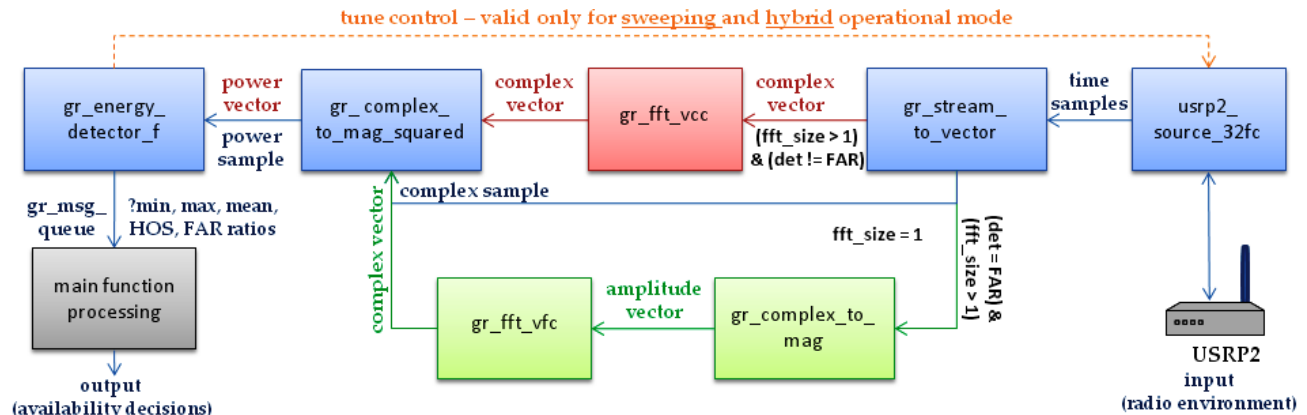 tune control – valid only for sweeping and hybrid operational mode
gr_energy_
detector_f
power
vector
power
sample
gr_complex_
to_mag_squared
complex
vector
gr_fft_vcc
complex
vector
(fft_size > 1)
& (det != FAR)
gr_stream_
to_vector
time
samples
usrp2_
source_32fc
gr_msg_
queue
?min, max, mean,
HOS, FAR ratios
complex vector
complex sample
fft_size = 1
(det = FAR) &
(fft_size > 1)
main function
processing
gr_fft_vfc
amplitude
vector
gr_complex_to_
mag
USRP2
output
(availability decisions)
input
(radio environment)